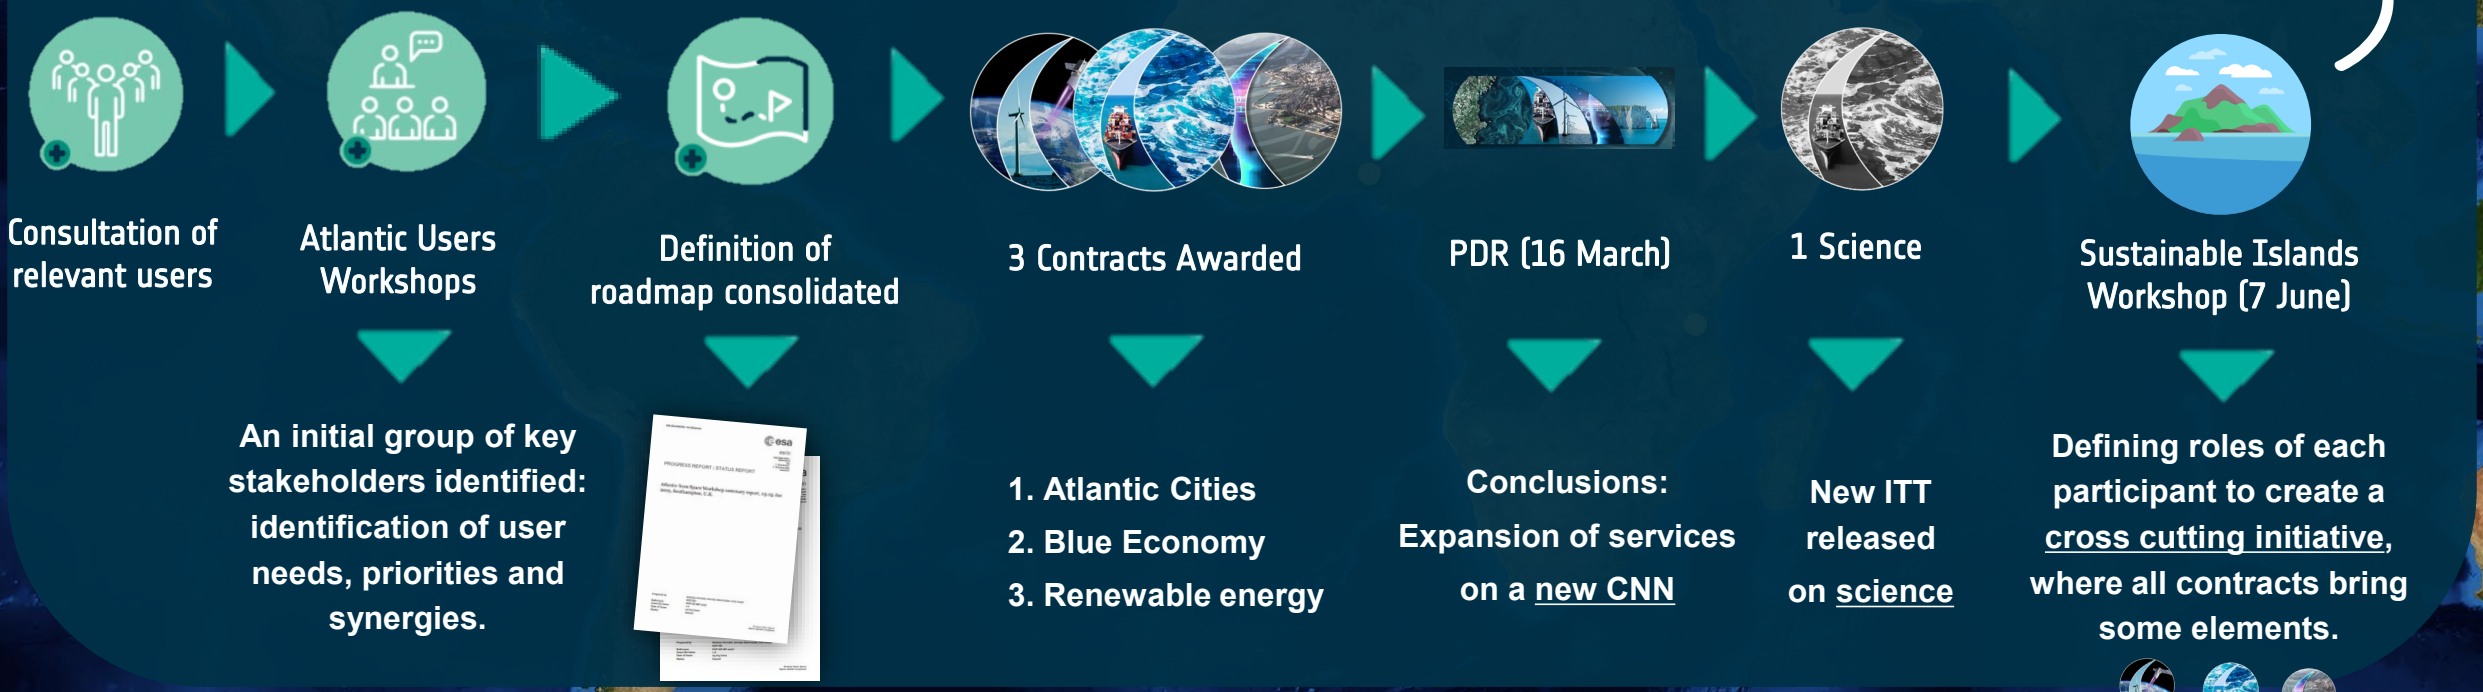 Consultation of
relevant users
Atlantic Users
Workshops
Definition of
roadmap consolidated
3 Contracts Awarded
PDR (16 March)
1 Science
Sustainable Islands
Workshop (7 June)
An initial group of key
stakeholders identified:
identification of user
needs, priorities and
synergies.
esa
PROGRESS REPORT / STATUS REPORT
1. Atlantic Cities
2. Blue Economy
3. Renewable energy
Conclusions:
Expansion of services
on a new CNN
New ITT
released
on science
Defining roles of each
participant to create a
cross cutting initiative,
where all contracts bring
some elements.